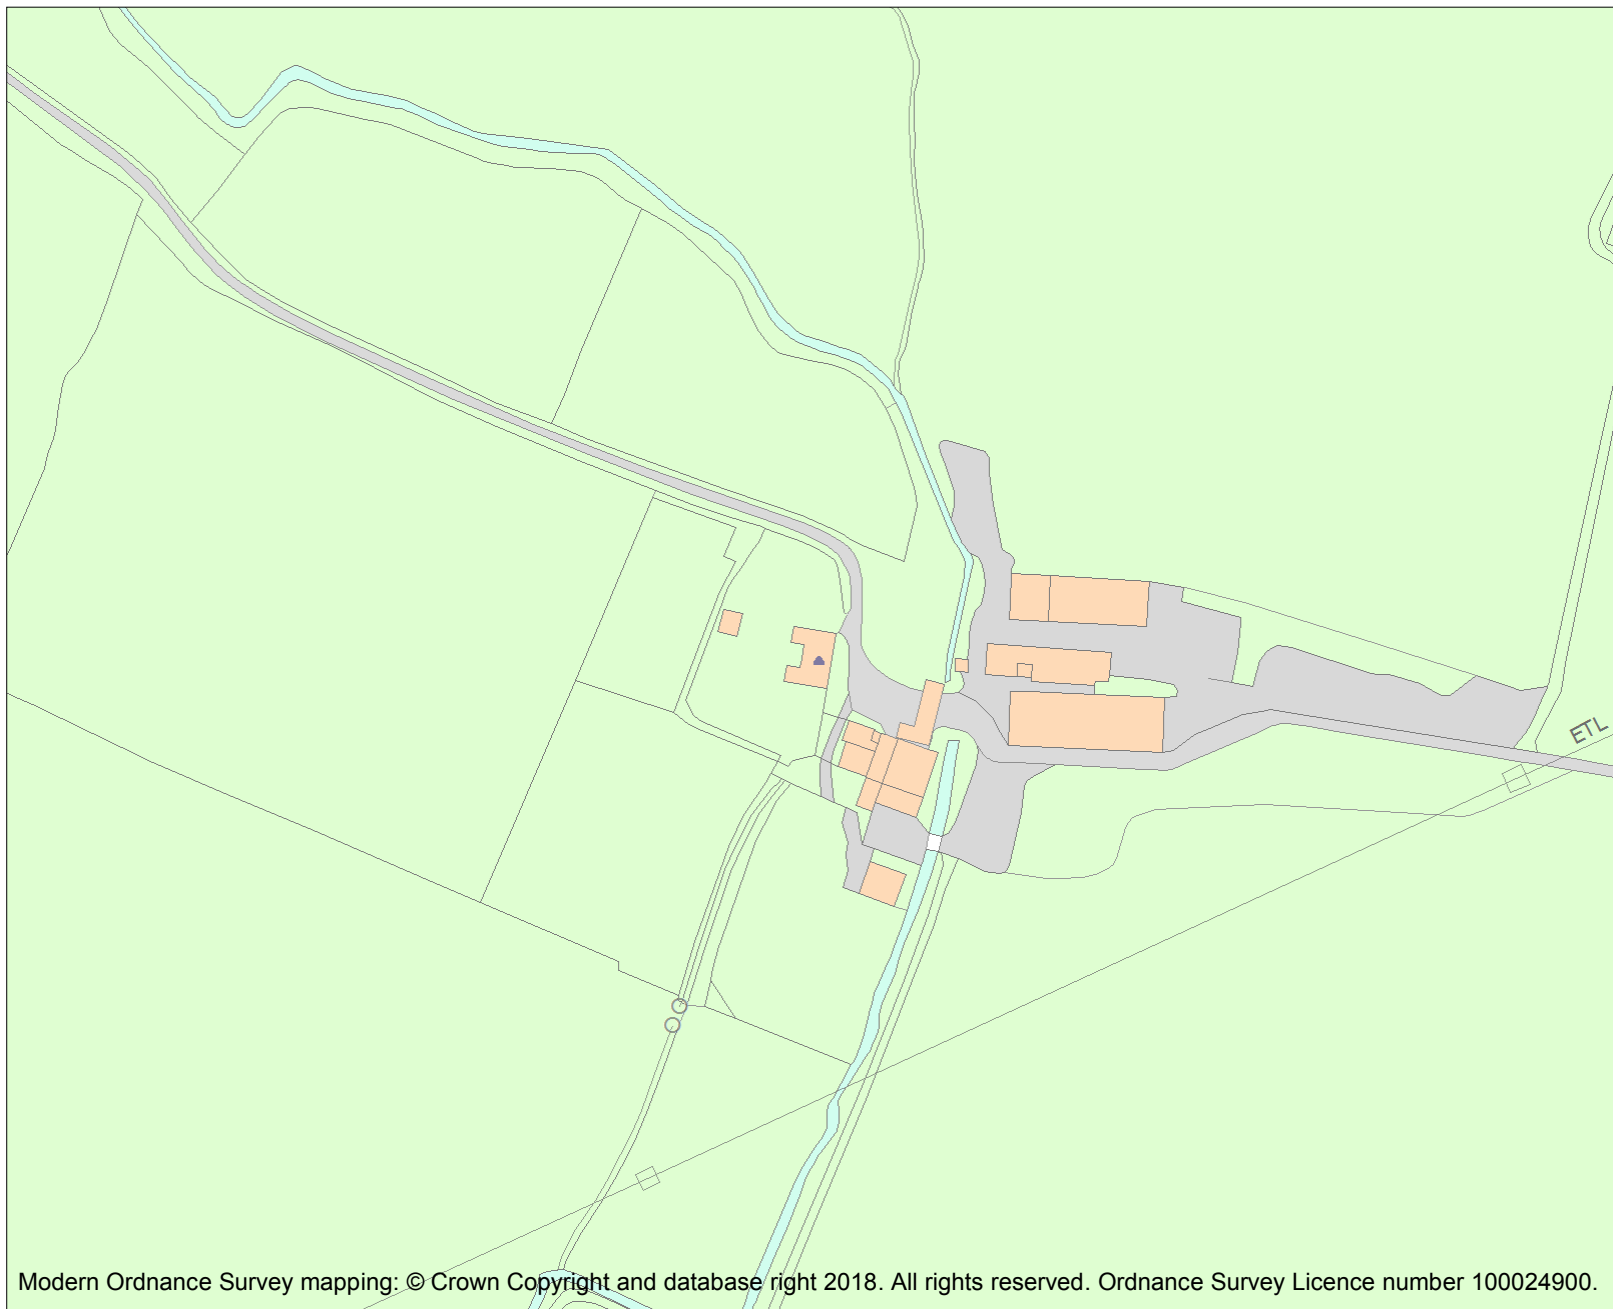 ETL
Modern Ordnance Survey mapping: © Crown Copyright and database right 2018. All rights reserved. Ordnance Survey Licence number 100024900.